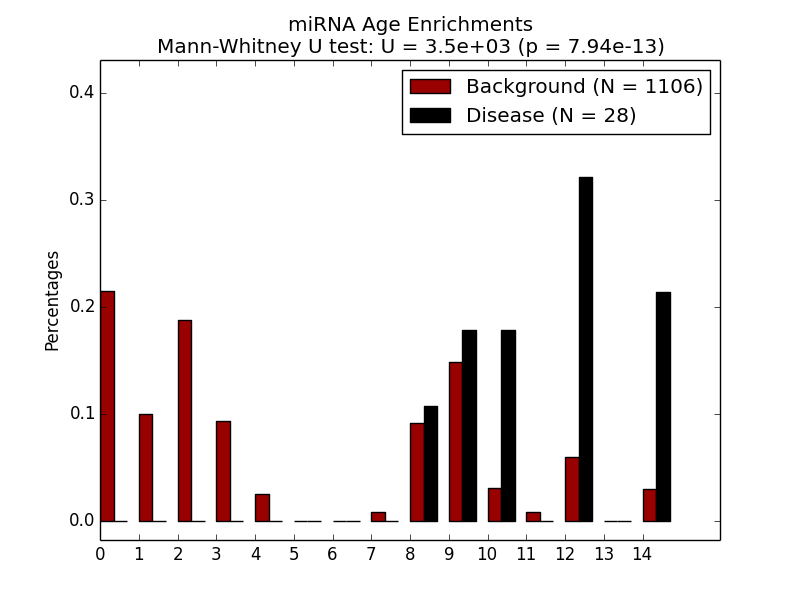 miRNA Age Enrichments
Mann-Whitney U test: U = 3.5e+03 (p = 7.94e-13)
Background (N = 1106)
Disease (N = 28)
Percentages
0.4
0.3
0.2
0.1
0.0
0 1 2 3 4 5 6 7 8 9 10 11 12 13 14